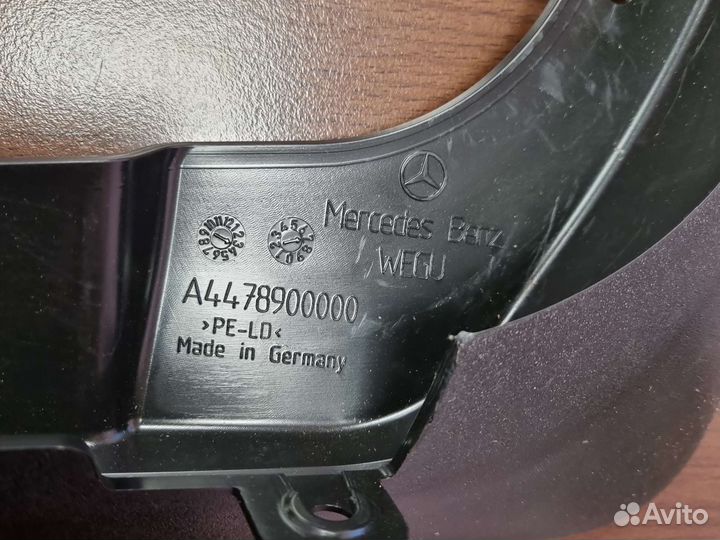 Mercedes Benz
WEGU
A4478900000
>PE-LD<
Made in Germany
Avito